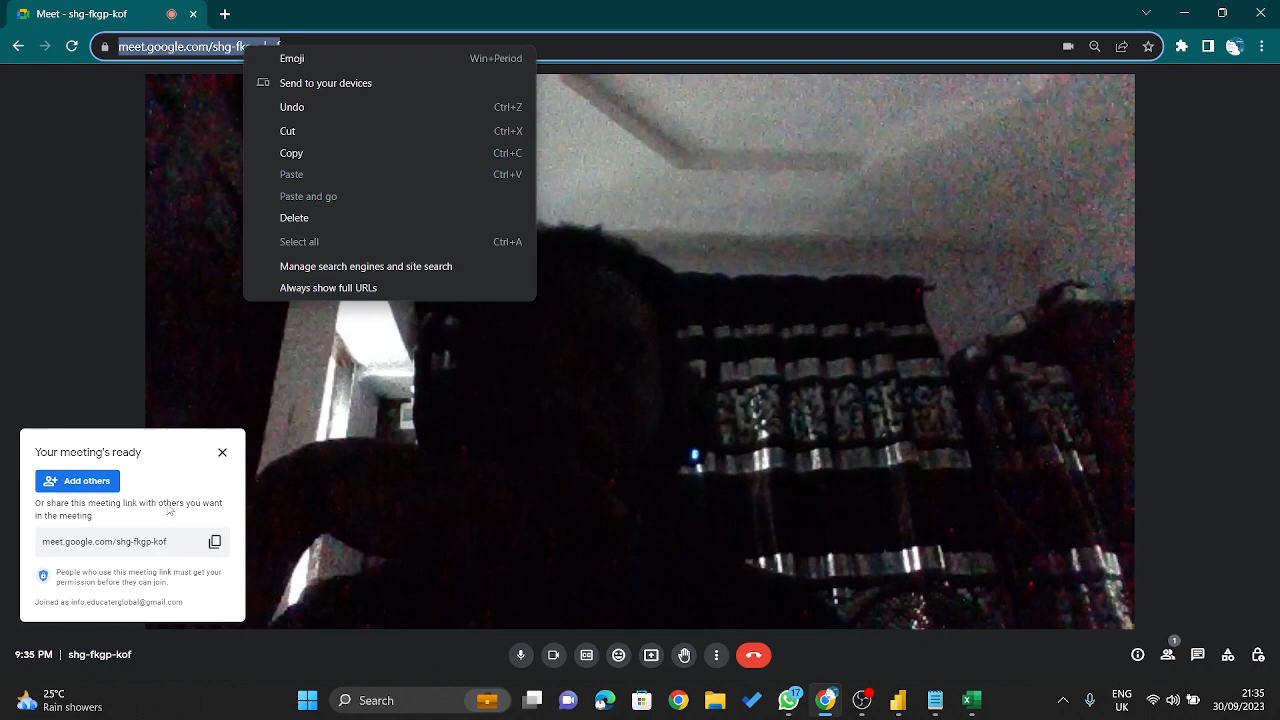 Meet - shg-fkgp-kof
meet.google.com/shg-fk
Emoji Win+Period
Send to your devices
Undo Ctrl+Z
Cut Ctrl+X
Copy Ctrl+C
Paste Ctrl+V
Paste and go
Delete
Select all Ctrl+A
Manage search engines and site search
Always show full URLs
Your meeting's ready
Add others
Or share this meeting link with others you want
in the meeting
meet.google.com/shg-fkgp-kof
People who use this meeting link must get your
permission before they can join.
Joined as info.educaterglobal@gmail.com
9:35 PM | shg-fkgp-kof
1
25°C
Rain showers
Search
17
ENG
UK
21:35
30/09/2023